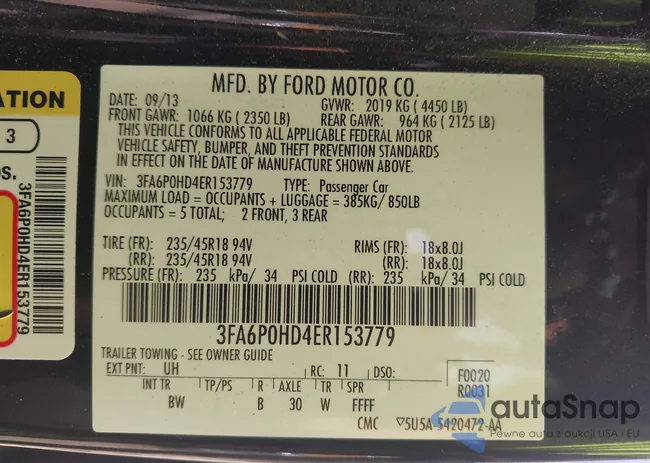 ATION
3
s.
3FA6P0HD4ER153779
MFD. BY FORD MOTOR CO.
DATE: 09/13 GVWR: 2019 KG ( 4450 LB)
FRONT GAWR: 1066 KG ( 2350 LB) REAR GAWR: 964 KG ( 2125 LB)
THIS VEHICLE CONFORMS TO ALL APPLICABLE FEDERAL MOTOR
VEHICLE SAFETY, BUMPER, AND THEFT PREVENTION STANDARDS
IN EFFECT ON THE DATE OF MANUFACTURE SHOWN ABOVE.
VIN: 3FA6P0HD4ER153779 TYPE: Passenger Car
MAXIMUM LOAD = OCCUPANTS + LUGGAGE = 385KG/ 850LB
OCCUPANTS = 5 TOTAL; 2 FRONT, 3 REAR
TIRE (FR): 235/45R18 94V RIMS (FR): 18x8.0J
(RR): 235/45R18 94V (RR): 18x8.0J
PRESSURE (FR): 235 kPa/ 34 PSI COLD (RR): 235 kPa/ 34 PSI COLD
3FA6P0HD4ER153779
TRAILER TOWING - SEE OWNER GUIDE
EXT PNT: UH RC: 11 DSO: F0020
R0031
INT TR TP/PS R AXLE TR SPR
BW B 30 W FFFF
CMC 5U5A-5420472-AA
autoSnap
Pewne auta z aukcji USA - EU